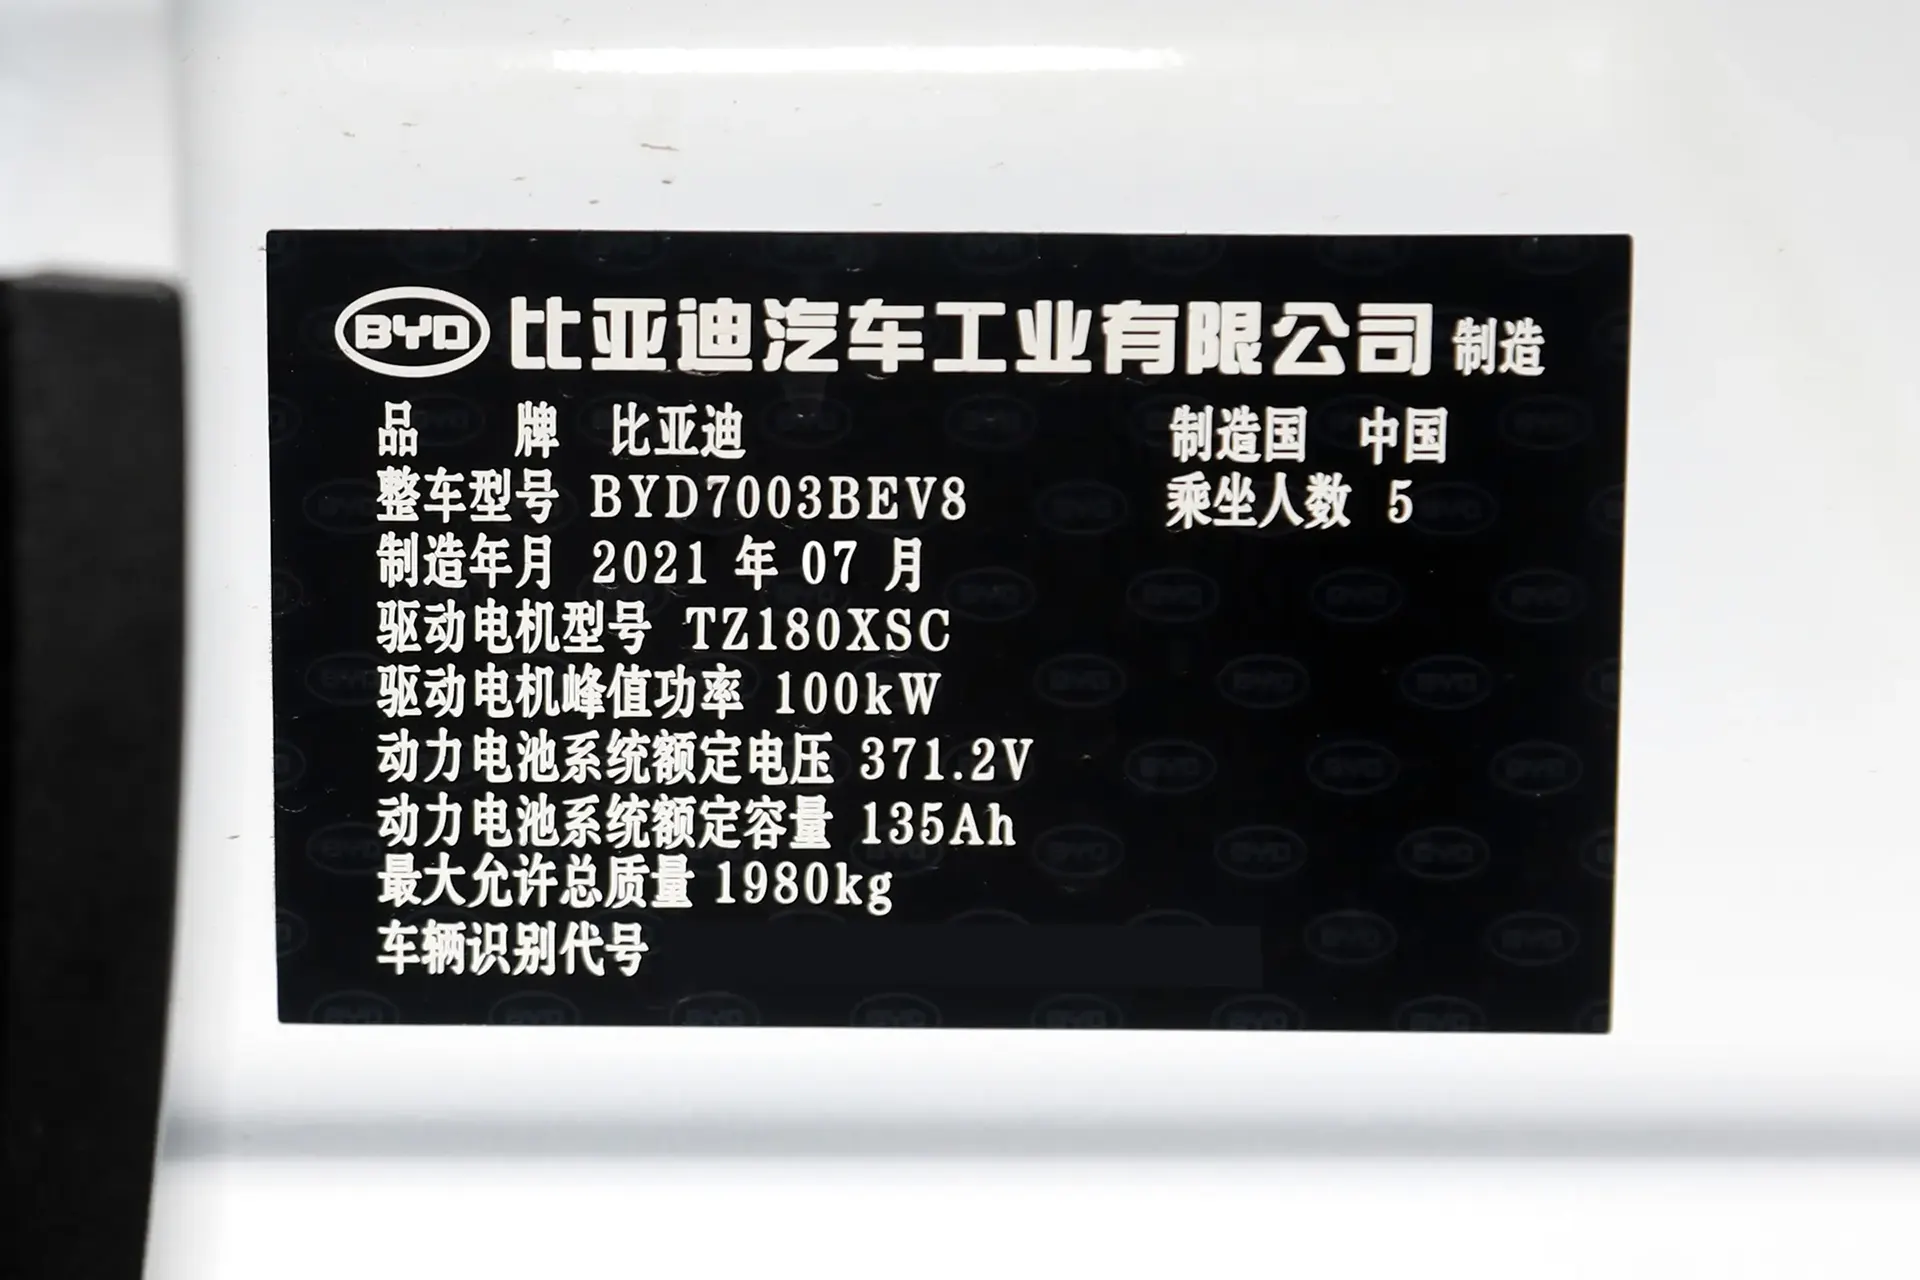 BYD 比亚迪汽车工业有限公司 制造
品 牌 比亚迪 制造国 中国
整车型号 BYD7003BEV8 乘坐人数 5
制造年月 2021 年 07 月
驱动电机型号 TZ180XSC
驱动电机峰值功率 100kW
动力电池系统额定电压 371.2V
动力电池系统额定容量 135Ah
最大允许总质量 1980kg
车辆识别代号